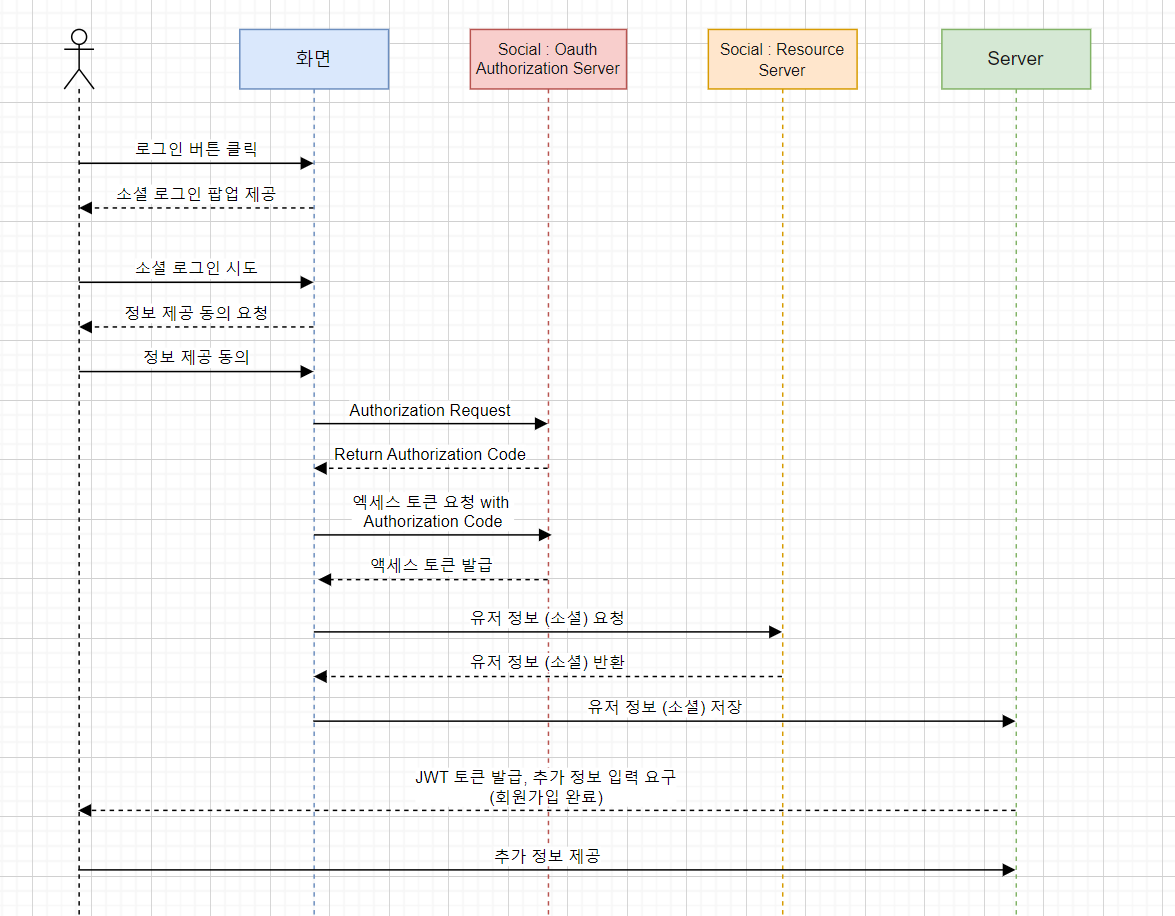 화면
Social : Oauth
Authorization Server
Social : Resource
Server
Server
로그인 버튼 클릭
소셜 로그인 팝업 제공
소셜 로그인 시도
정보 제공 동의 요청
정보 제공 동의
Authorization Request
Return Authorization Code
엑세스 토큰 요청 with
Authorization Code
액세스 토큰 발급
유저 정보 (소셜) 요청
유저 정보 (소셜) 반환
유저 정보 (소셜) 저장
JWT 토큰 발급, 추가 정보 입력 요구
(회원가입 완료)
추가 정보 제공